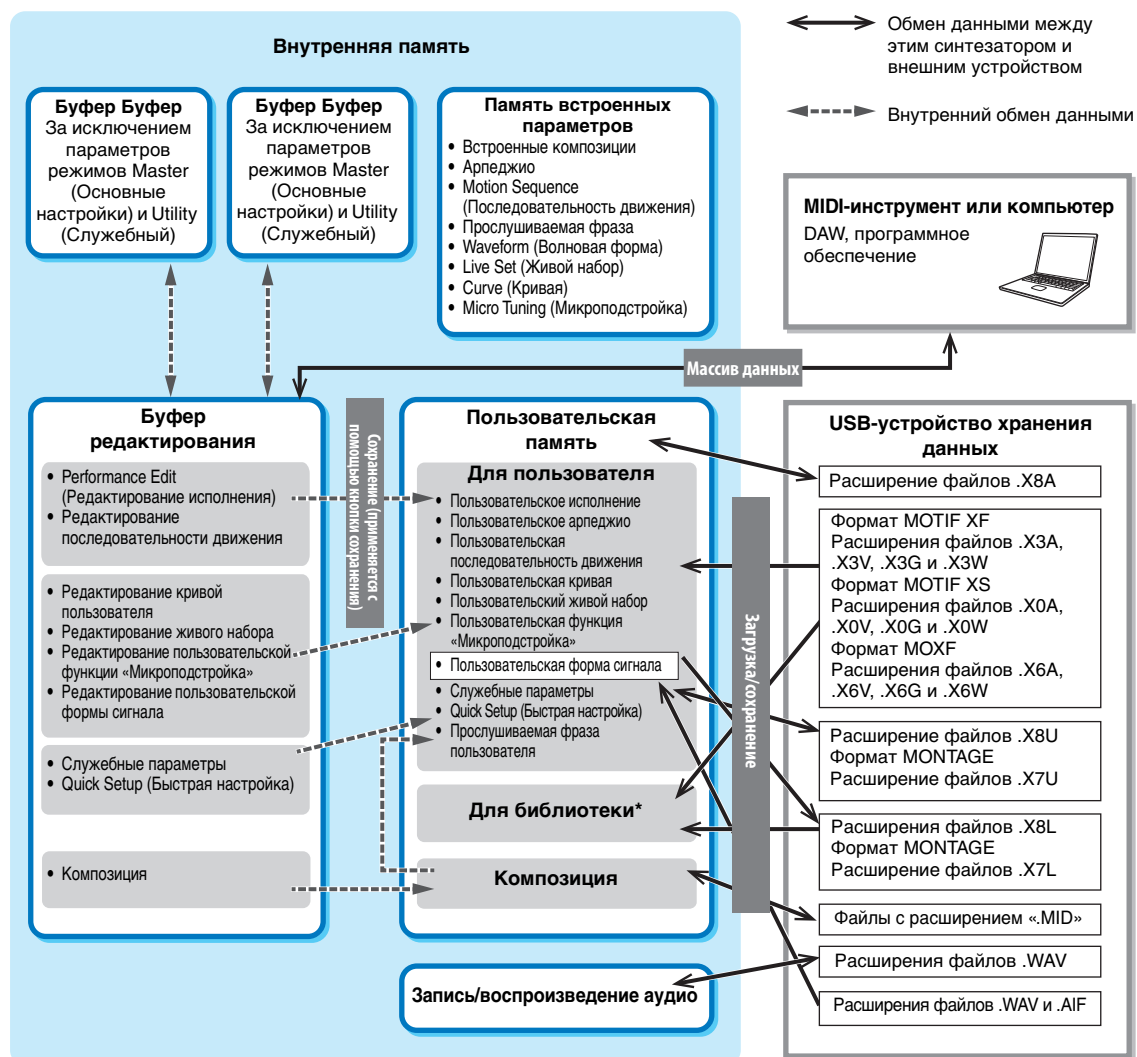 Внутренняя память
Буфер Буфер
За исключением
параметров
режимов Master
(Основные
настройки) и Utility
(Служебный)
Буфер Буфер
За исключением
параметров
режимов Master
(Основные
настройки) и Utility
(Служебный)
Память встроенных
параметров
• Встроенные композиции
• Арпеджио
• Motion Sequence
(Последовательность движения)
• Прослушиваемая фраза
• Waveform (Волновая форма)
• Live Set (Живой набор)
• Curve (Кривая)
• Micro Tuning (Микроподстройка)
Обмен данными между
этим синтезатором и
внешним устройством
Внутренний обмен данными
MIDI-инструмент или компьютер
DAW, программное
обеспечение
Массив данных
Буфер
редактирования
• Performance Edit
(Редактирование исполнения)
• Редактирование
последовательности движения
• Редактирование кривой
пользователя
• Редактирование живого набора
• Редактирование пользовательской
функции «Микроподстройка»
• Редактирование пользовательской
формы сигнала
• Служебные параметры
• Quick Setup (Быстрая настройка)
• Композиция
Сохранение (применяется с
помощью кнопки сохранения)
Пользовательская
память
Для пользователя
• Пользовательское исполнение
• Пользовательское арпеджио
• Пользовательская
последовательность движения
• Пользовательская кривая
• Пользовательский живой набор
• Пользовательская функция
«Микроподстройка»
• Пользовательская форма сигнала
• Служебные параметры
• Quick Setup (Быстрая настройка)
• Прослушиваемая фраза
пользователя
Для библиотеки*
Композиция
Запись/воспроизведение аудио
Загрузка/сохранение
USB-устройство хранения
данных
Расширение файлов .X8A
Формат MOTIF XF
Расширения файлов .X3A,
.X3V, .X3G и .X3W
Формат MOTIF XS
Расширения файлов .X0A,
.X0V, .X0G и .X0W
Формат MOXF
Расширения файлов .X6A,
.X6V, .X6G и .X6W
Расширение файлов .X8U
Формат MONTAGE
Расширение файлов .X7U
Расширения файлов .X8L
Формат MONTAGE
Расширение файлов .X7L
Файлы с расширением «.MID»
Расширения файлов .WAV
Расширения файлов .WAV и .AIF